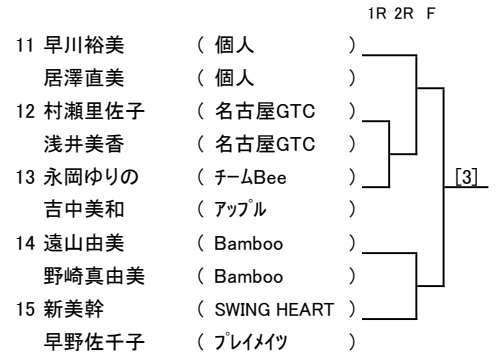 1R 2R F
11 早川裕美 ( 個人 )
居澤直美 ( 個人 )
12 村瀬里佐子 ( 名古屋GTC )
浅井美香 ( 名古屋GTC )
13 永岡ゆりの ( ﾁｰﾑBee ) [3]
吉中美和 ( ｱｯﾌﾟﾙ )
14 遠山由美 ( Bamboo )
野崎真由美 ( Bamboo )
15 新美幹 ( SWING HEART )
早野佐千子 ( ﾌﾟﾚｲﾒｲﾂ )